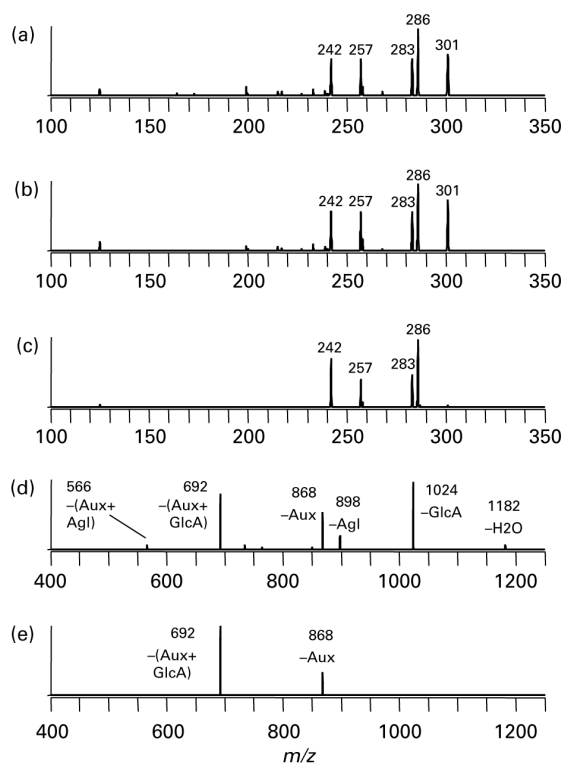 (a)
242 257 283 286 301
100 150 200 250 300 350
(b)
242 257 283 286 301
100 150 200 250 300 350
(c)
242 257 283 286
100 150 200 250 300 350
(d)
566
–(Aux+
Agl)
692
–(Aux+
GlcA)
868
–Aux
898
–Agl
1024
–GlcA
1182
–H2O
400 600 800 1000 1200
(e)
692
–(Aux+
GlcA)
868
–Aux
400 600 800 1000 1200
m/z